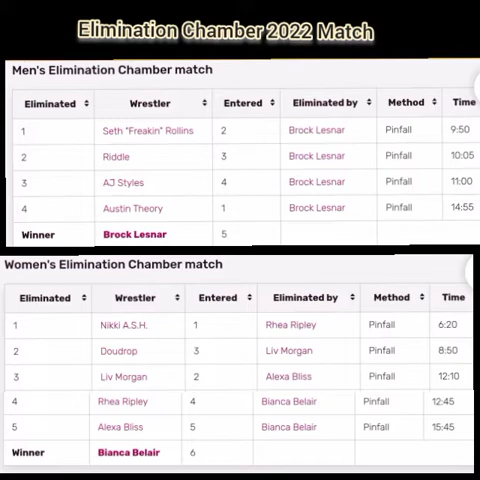 Elimination Chamber 2022 Match
Men's Elimination Chamber match
Eliminated Wrestler Entered Eliminated by Method Time
1 Seth "Freakin" Rollins 2 Brock Lesnar Pinfall 9:50
2 Riddle 3 Brock Lesnar Pinfall 10:05
3 AJ Styles 4 Brock Lesnar Pinfall 11:00
4 Austin Theory 1 Brock Lesnar Pinfall 14:55
Winner Brock Lesnar 5
Women's Elimination Chamber match
Eliminated Wrestler Entered Eliminated by Method Time
1 Nikki A.S.H. 1 Rhea Ripley Pinfall 6:20
2 Doudrop 3 Liv Morgan Pinfall 8:50
3 Liv Morgan 2 Alexa Bliss Pinfall 12:10
4 Rhea Ripley 4 Bianca Belair Pinfall 12:45
5 Alexa Bliss 5 Bianca Belair Pinfall 15:45
Winner Bianca Belair 6